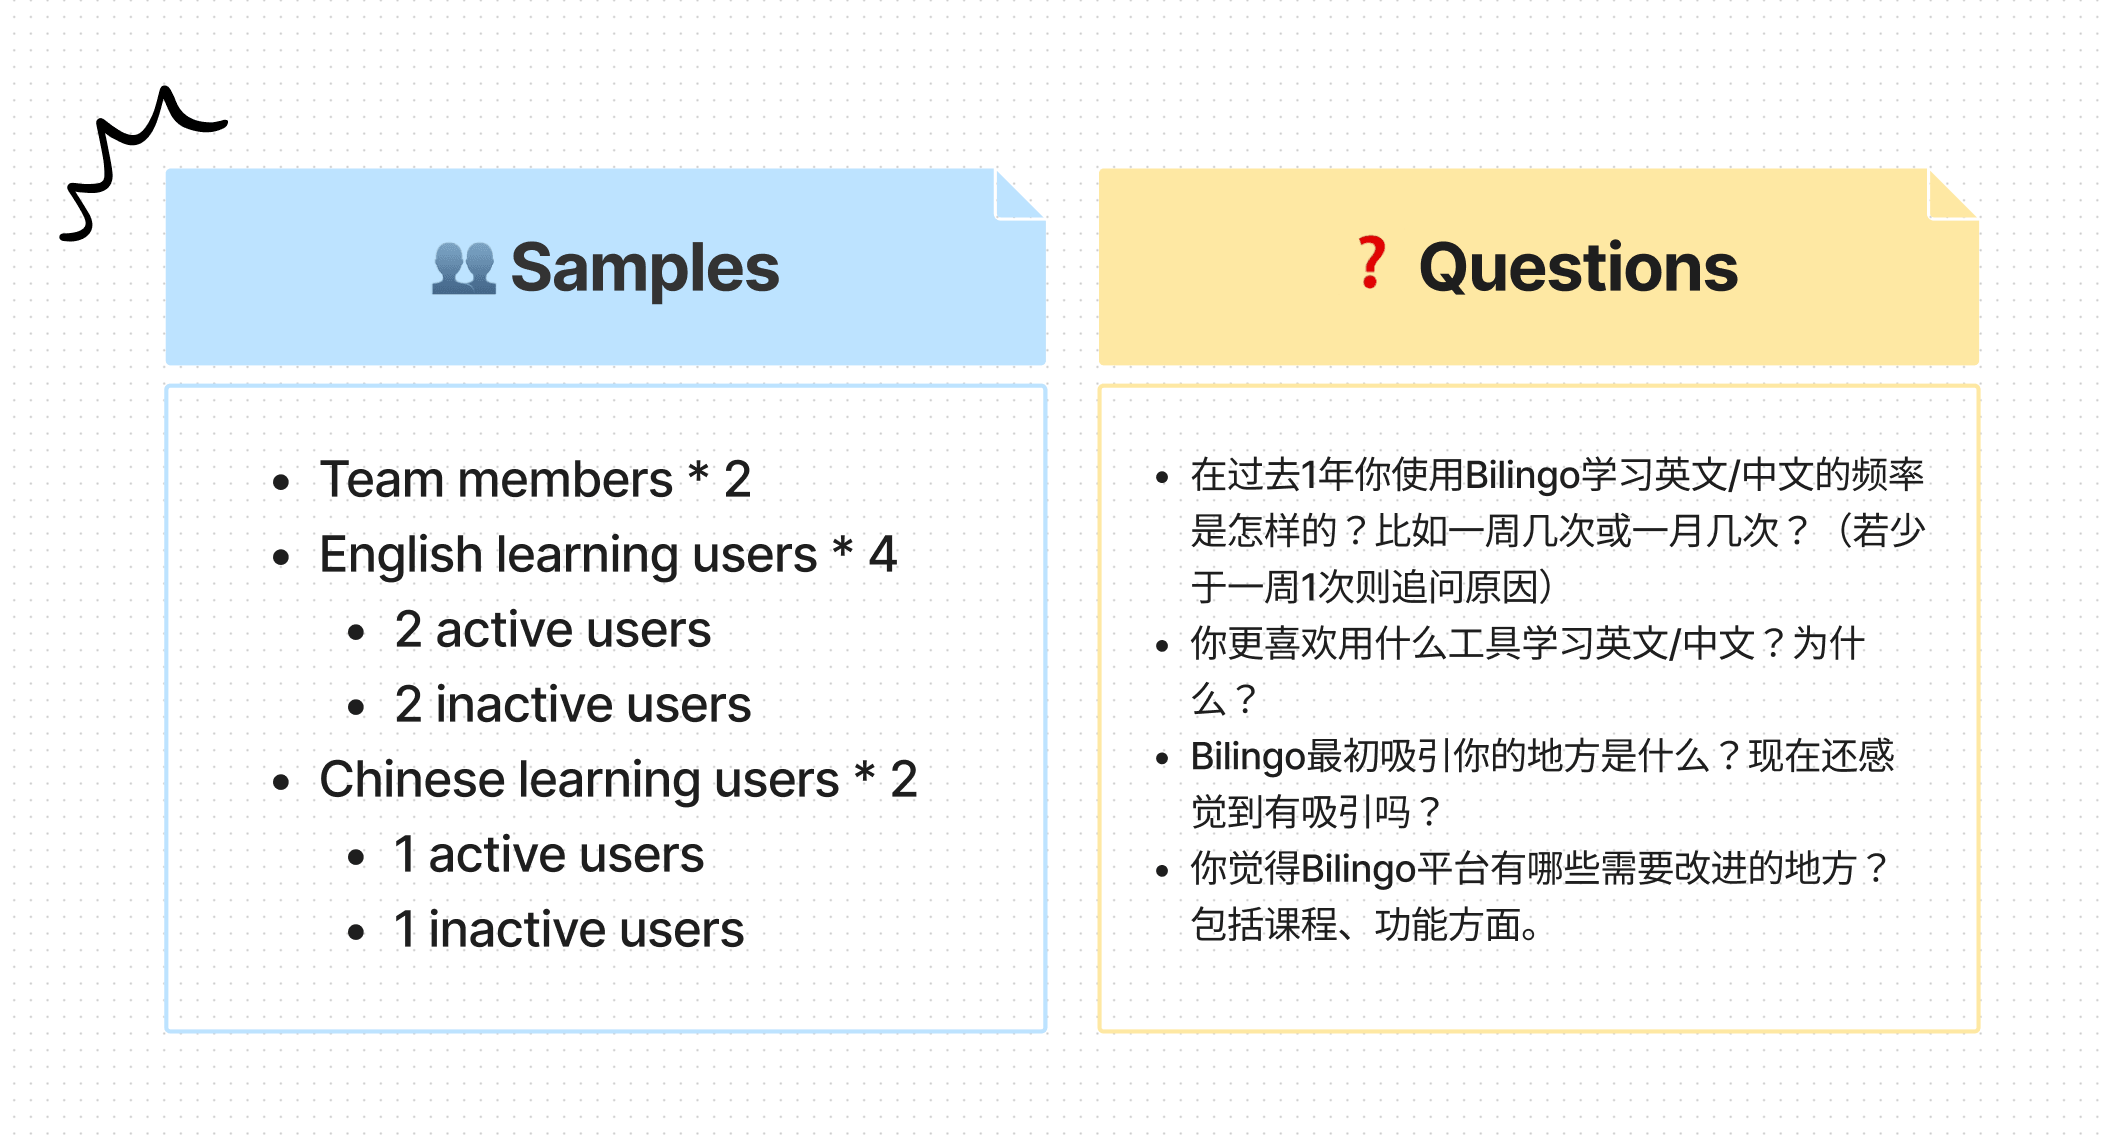 👥 Samples
Team members * 2
English learning users * 4
2 active users
2 inactive users
Chinese learning users * 2
1 active users
1 inactive users
❓ Questions
在过去1年你使用Bilingo学习英文/中文的频率
是怎样的？比如一周几次或一月几次？（若少
于一周1次则追问原因）
你更喜欢用什么工具学习英文/中文？为什
么？
Bilingo最初吸引你的地方是什么？现在还感
觉到有吸引吗？
你觉得Bilingo平台有哪些需要改进的地方？
包括课程、功能方面。